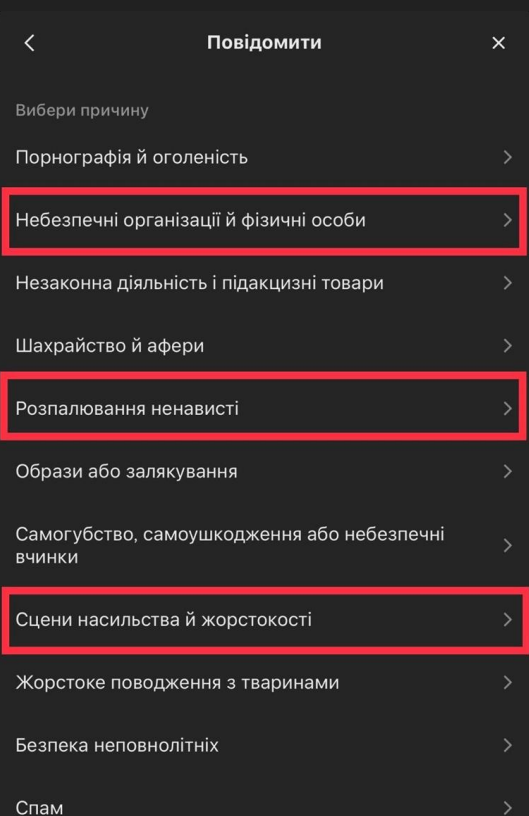 Повідомити
Вибери причину
Порнографія й оголеність
Небезпечні організації й фізичні особи
Незаконна діяльність і підакцизні товари
Шахрайство й афери
Розпалювання ненависті
Образи або залякування
Самогубство, самоушкодження або небезпечні
вчинки
Сцени насильства й жорстокості
Жорстоке поводження з тваринами
Безпека неповнолітніх
Спам